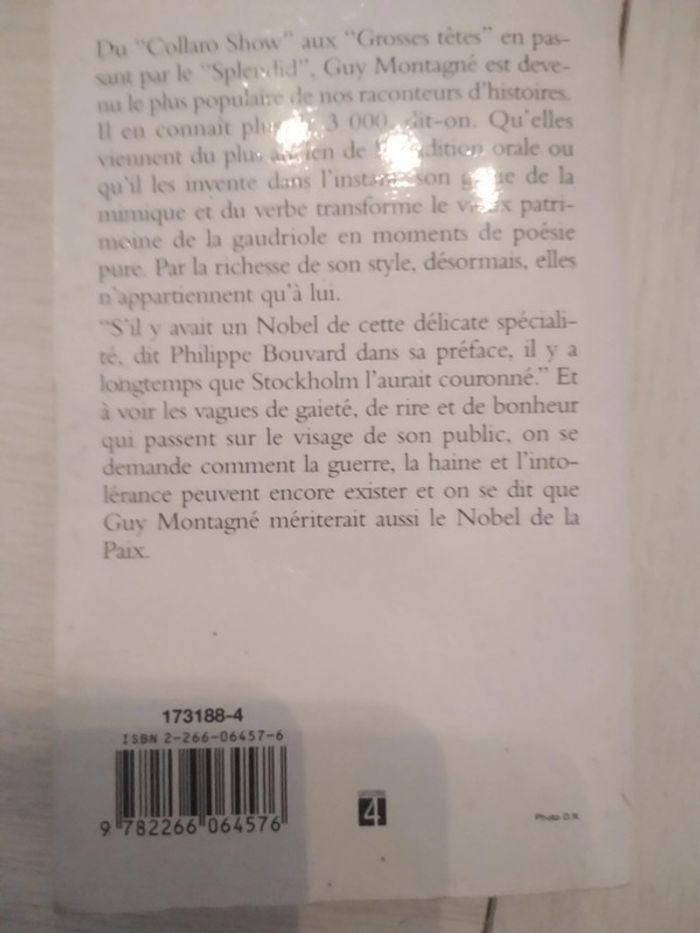 Du "Collaro Show" aux "Grosses têtes" en pas-
sant par le "Splendid", Guy Montagné est deve-
nu le plus populaire de nos raconteurs d'histoires.
Il en connaît 3 000, dit-on. Qu'elles
viennent du plus ancien de tradition orale ou
qu'il les invente dans l'instant son de la
mimique et du verbe transforme le vieux patri-
moine de la gaudriole en moments de poésie
pure. Par la richesse de son style, désormais, elles
n'appartiennent qu'à lui.
"S'il y avait un Nobel de cette délicate spéciali-
té, dit Philippe Bouvard dans sa préface, il y a
longtemps que Stockholm l'aurait couronné." Et
à voir les vagues de gaieté, de rire et de bonheur
qui passent sur le visage de son public, on se
demande comment la guerre, la haine et l'into-
lérance peuvent encore exister et on se dit que
Guy Montagné mériterait aussi le Nobel de la
Paix.
173188-4
ISBN 2-266-06457-6
9 782266 064576
4
Photo D.R.